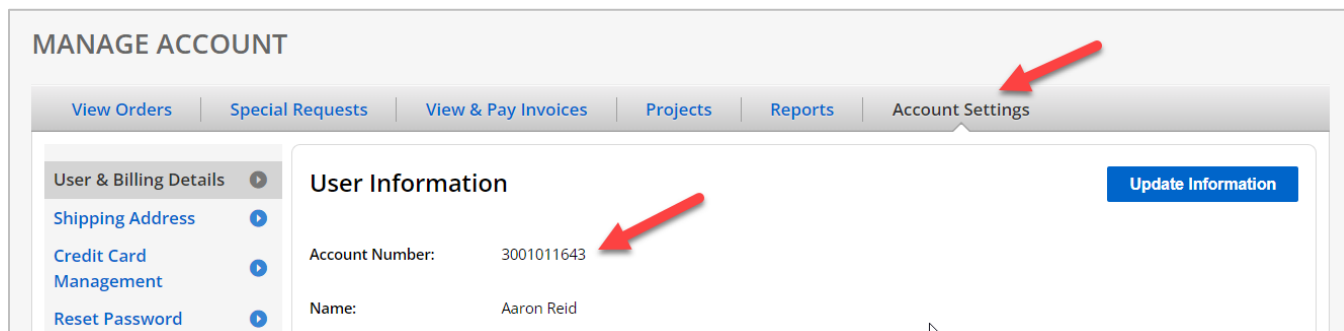 MANAGE ACCOUNT
View Orders Special Requests View & Pay Invoices Projects Reports Account Settings
User & Billing Details
Shipping Address
Credit Card
Management
Reset Password
User Information
Update Information
Account Number: 3001011643
Name: Aaron Reid